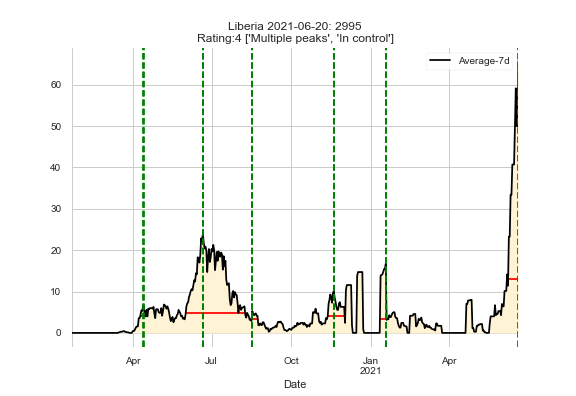 Liberia 2021-06-20: 2995
Rating:4 ['Multiple peaks', 'In control']
Average-7d
60
50
40
30
20
10
0
Apr
Jul
Oct
Jan
2021
Apr
Date